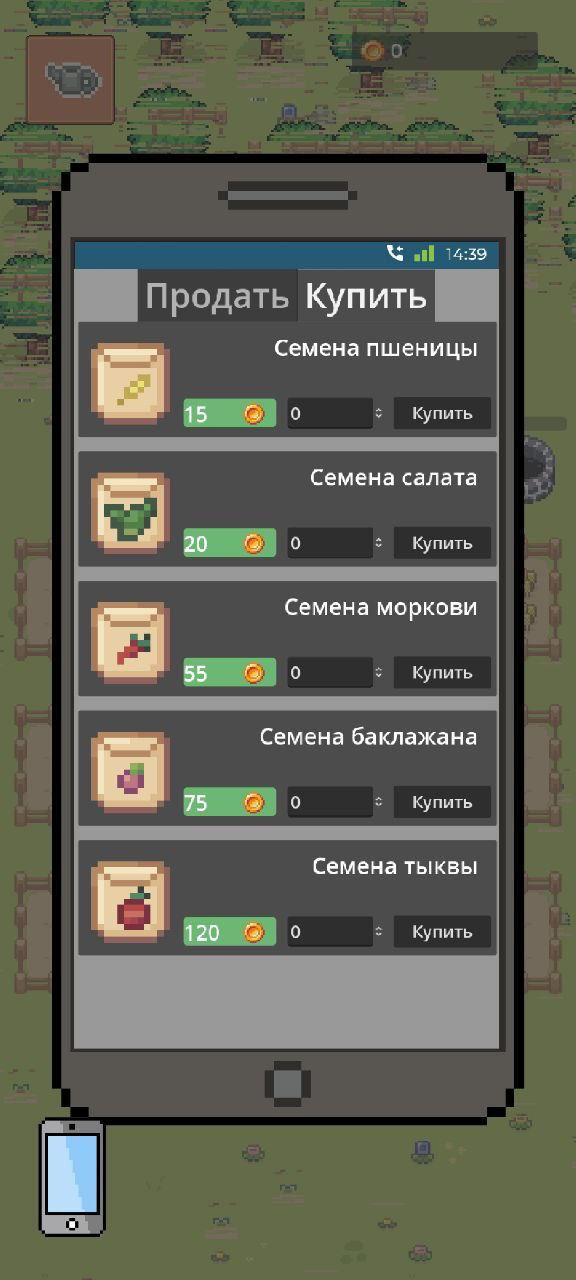 0
14:39
Продать Купить
Семена пшеницы
15 0 Купить
Семена салата
20 0 Купить
Семена моркови
55 0 Купить
Семена баклажана
75 0 Купить
Семена тыквы
120 0 Купить